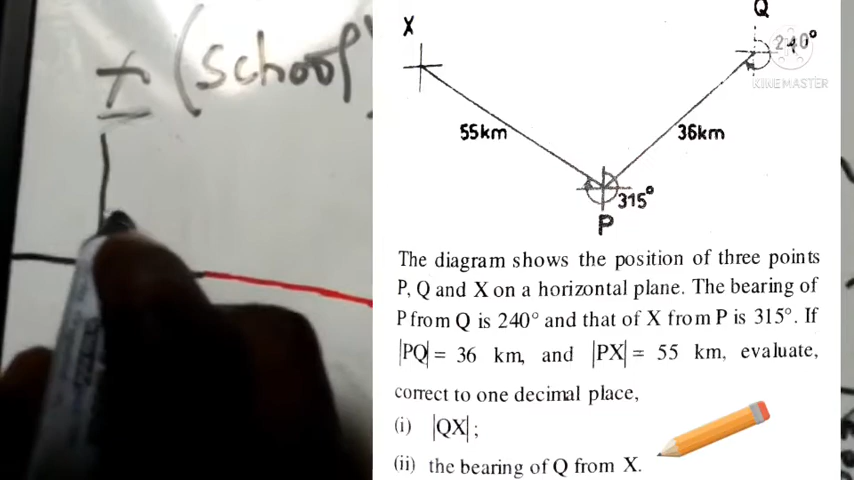 x (school)
X
Q
240°
KINEMASTER
55km
36km
315°
P
The diagram shows the position of three points
P, Q and X on a horizontal plane. The bearing of
P from Q is 240° and that of X from P is 315°. If
|PQ| = 36 km, and |PX| = 55 km, evaluate,
correct to one decimal place,
(i) |QX|;
(ii) the bearing of Q from X.